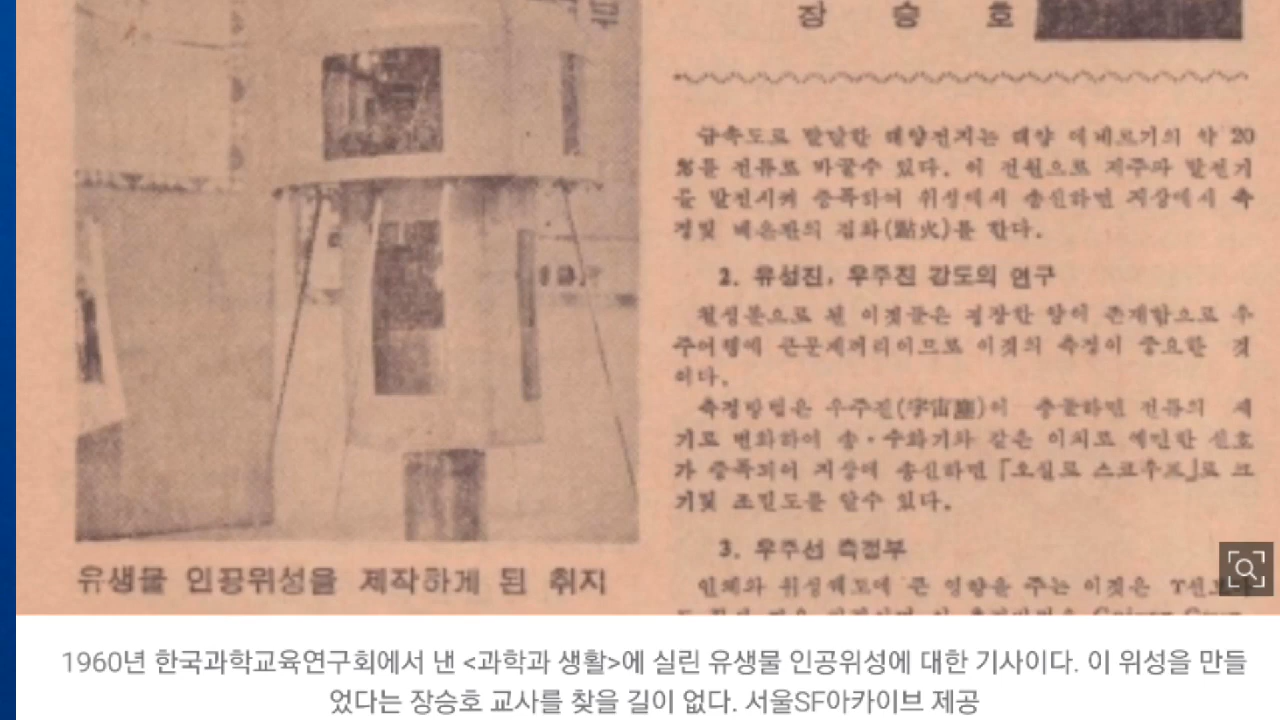 장 승 호
급속도로 발달한 태양전지는 태양 에네르기의 약 20
%를 전류로 바꿀수 있다. 이 전원으로 저주파 발전기
를 발전시켜 증폭하여 위성에서 송신하면 지상에서 측
정및 배음판의 점화(點火)를 한다.
2. 유성진, 우주진 강도의 연구
철성분으로 된 이것들은 굉장한 양이 존재함으로 우
주여행에 큰문제꺼리이므로 이것의 측정이 중요한 것
이다.
측정방법은 우주진(宇宙塵)이 충돌하면 전류의 세
기로 변화하여 송·수화기와 같은 이치로 예민한 신호
가 증폭되어 지상에 송신하면 「오실로 스코우프」로 크
기및 조밀도를 알수 있다.
3. 우주선 측정부
인체와 위성궤도에 큰 영향을 주는 이것은
유생물 인공위성을 제작하게 된 취지
1960년 한국과학교육연구회에서 낸 <과학과 생활>에 실린 유생물 인공위성에 대한 기사이다. 이 위성을 만들
었다는 장승호 교사를 찾을 길이 없다. 서울SF아카이브 제공